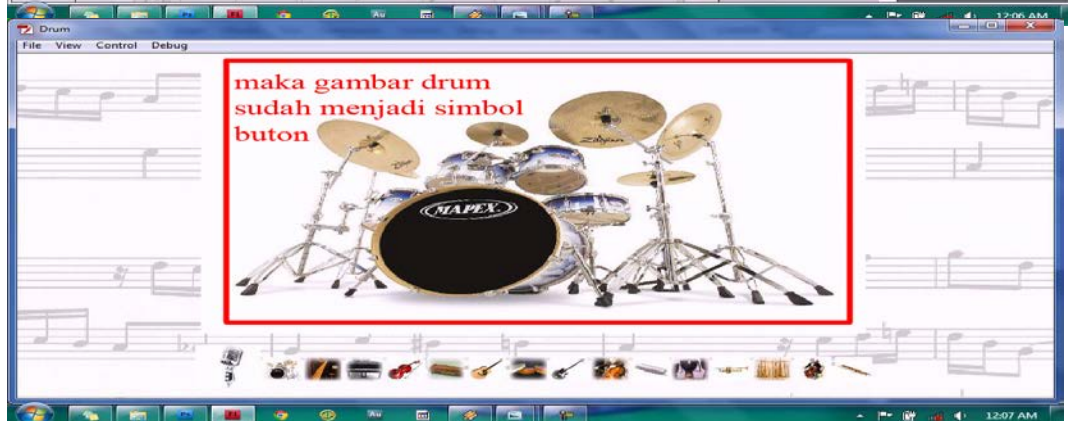 12:06 AM
Drum
File View Control Debug
maka gambar drum
sudah menjadi simbol
buton
Zildjian
MAPEX
12:07 AM